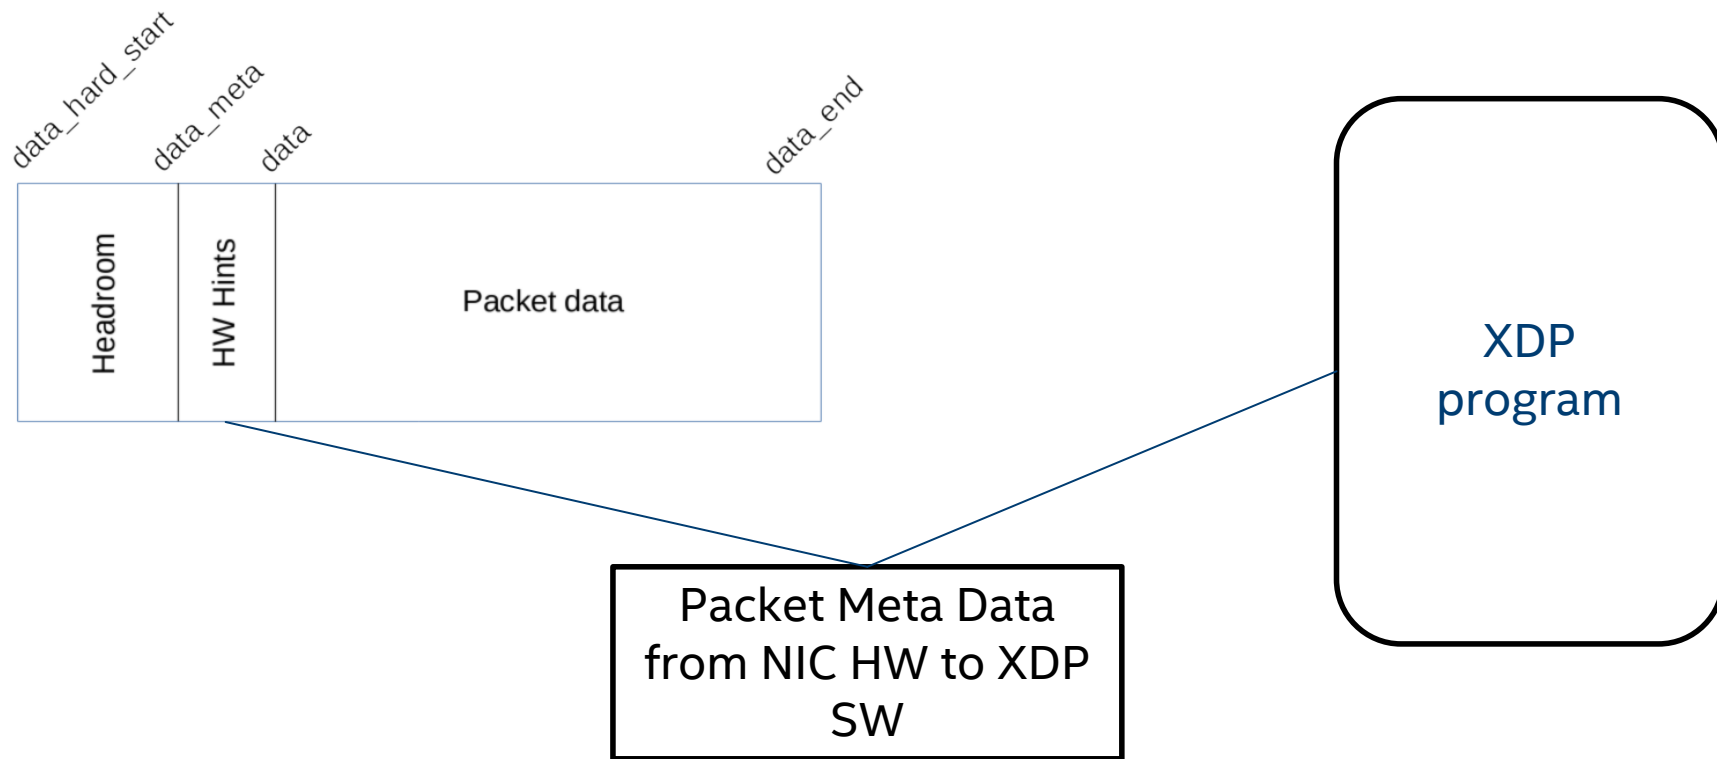 data_hard_start
data_meta
data
data_end
Headroom
HW Hints
Packet data
XDP
program
Packet Meta Data
from NIC HW to XDP
SW